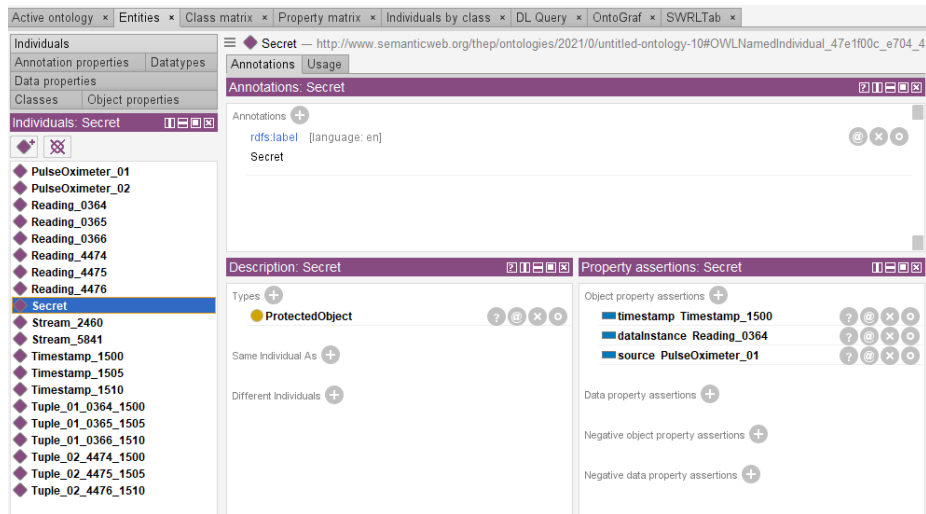 Active ontology × Entities × Class matrix × Property matrix × Individuals by class × DL Query × OntoGraf × SWRLTab ×
Individuals
Annotation properties Datatypes
Data properties
Classes Object properties
Individuals: Secret
PulseOximeter_01
PulseOximeter_02
Reading_0364
Reading_0365
Reading_0366
Reading_4474
Reading_4475
Reading_4476
Secret
Stream_2460
Stream_5841
Timestamp_1500
Timestamp_1505
Timestamp_1510
Tuple_01_0364_1500
Tuple_01_0365_1505
Tuple_01_0366_1510
Tuple_02_4474_1500
Tuple_02_4475_1505
Tuple_02_4476_1510
Secret — http://www.semanticweb.org/thep/ontologies/2021/0/untitled-ontology-10#OWLNamedIndividual_47e1f00c_e704_4
Annotations Usage
Annotations: Secret
Annotations
rdfs:label [language: en]
Secret
Description: Secret
Types
ProtectedObject
Same Individual As
Different Individuals
Property assertions: Secret
Object property assertions
timestamp Timestamp_1500
dataInstance Reading_0364
source PulseOximeter_01
Data property assertions
Negative object property assertions
Negative data property assertions